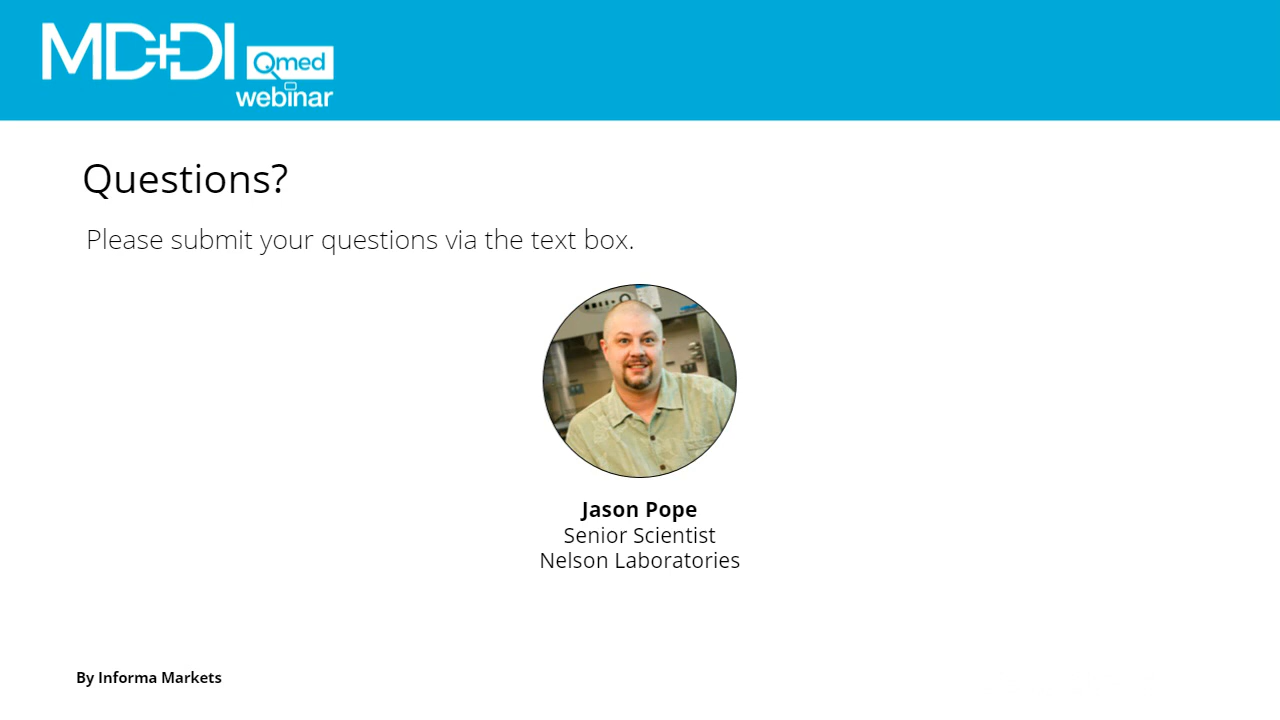 MD+DI Qmed
webinar
Questions?
Please submit your questions via the text box.
Jason Pope
Senior Scientist
Nelson Laboratories
By Informa Markets